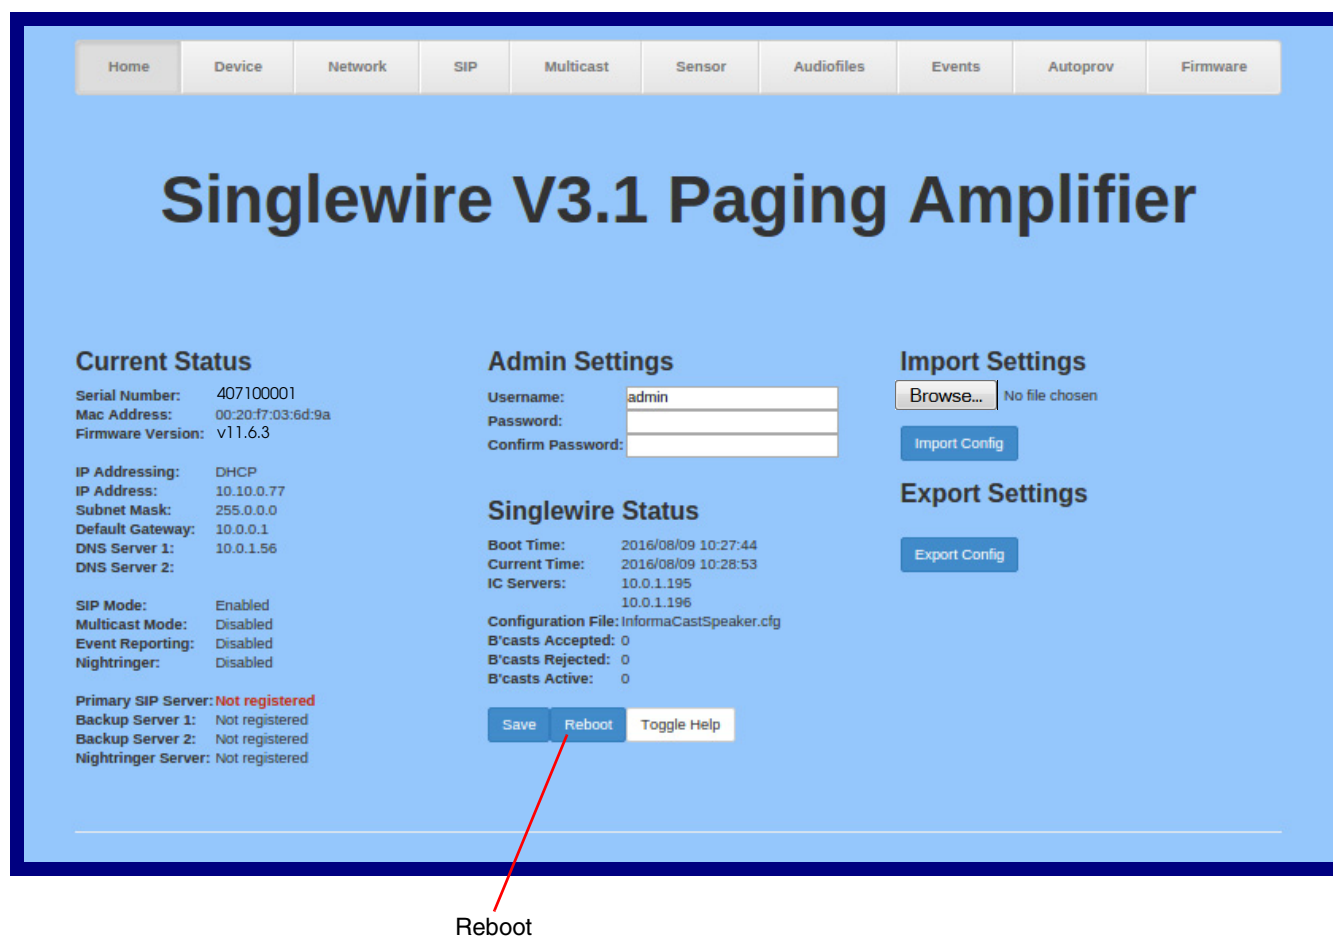 Home Device Network SIP Multicast Sensor Audiofiles Events Autoprov Firmware
Singlewire V3.1 Paging Amplifier
Current Status
Serial Number: 407100001
Mac Address: 00:20:f7:03:6d:9a
Firmware Version: v11.6.3
IP Addressing: DHCP
IP Address: 10.10.0.77
Subnet Mask: 255.0.0.0
Default Gateway: 10.0.0.1
DNS Server 1: 10.0.1.56
DNS Server 2:
SIP Mode: Enabled
Multicast Mode: Disabled
Event Reporting: Disabled
Nightringer: Disabled
Primary SIP Server: Not registered
Backup Server 1: Not registered
Backup Server 2: Not registered
Nightringer Server: Not registered
Admin Settings
Username: admin
Password:
Confirm Password:
Singlewire Status
Boot Time: 2016/08/09 10:27:44
Current Time: 2016/08/09 10:28:53
IC Servers: 10.0.1.195
10.0.1.196
Configuration File: InformaCastSpeaker.cfg
B'casts Accepted: 0
B'casts Rejected: 0
B'casts Active: 0
Save Reboot Toggle Help
Import Settings
Browse... No file chosen
Import Config
Export Settings
Export Config
Reboot